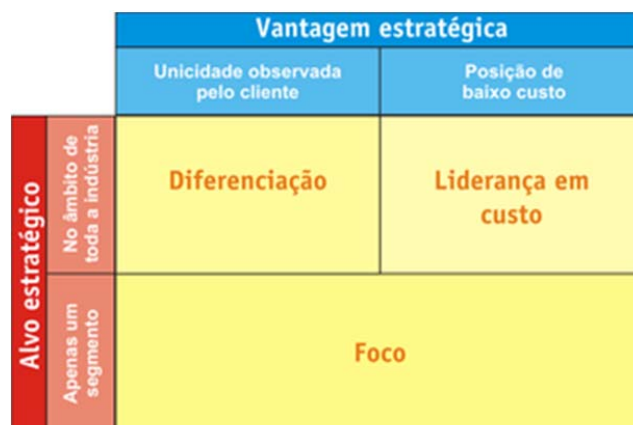 Vantagem estratégica
Unicidade observada
pelo cliente
Posição de
baixo custo
Alvo estratégico
No âmbito de
toda a indústria
Diferenciação
Liderança em
custo
Apenas um
segmento
Foco